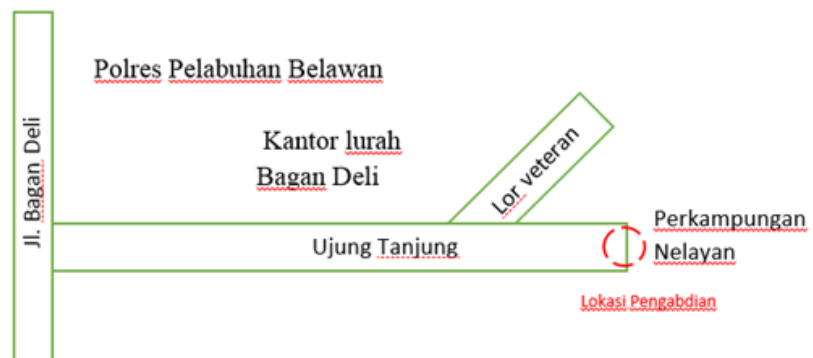 Polres Pelabuhan Belawan
Jl. Bagan Deli
Kantor lurah
Bagan Deli
Lor veteran
Ujung Tanjung
Perkampungan
Nelayan
Lokasi Pengabdian